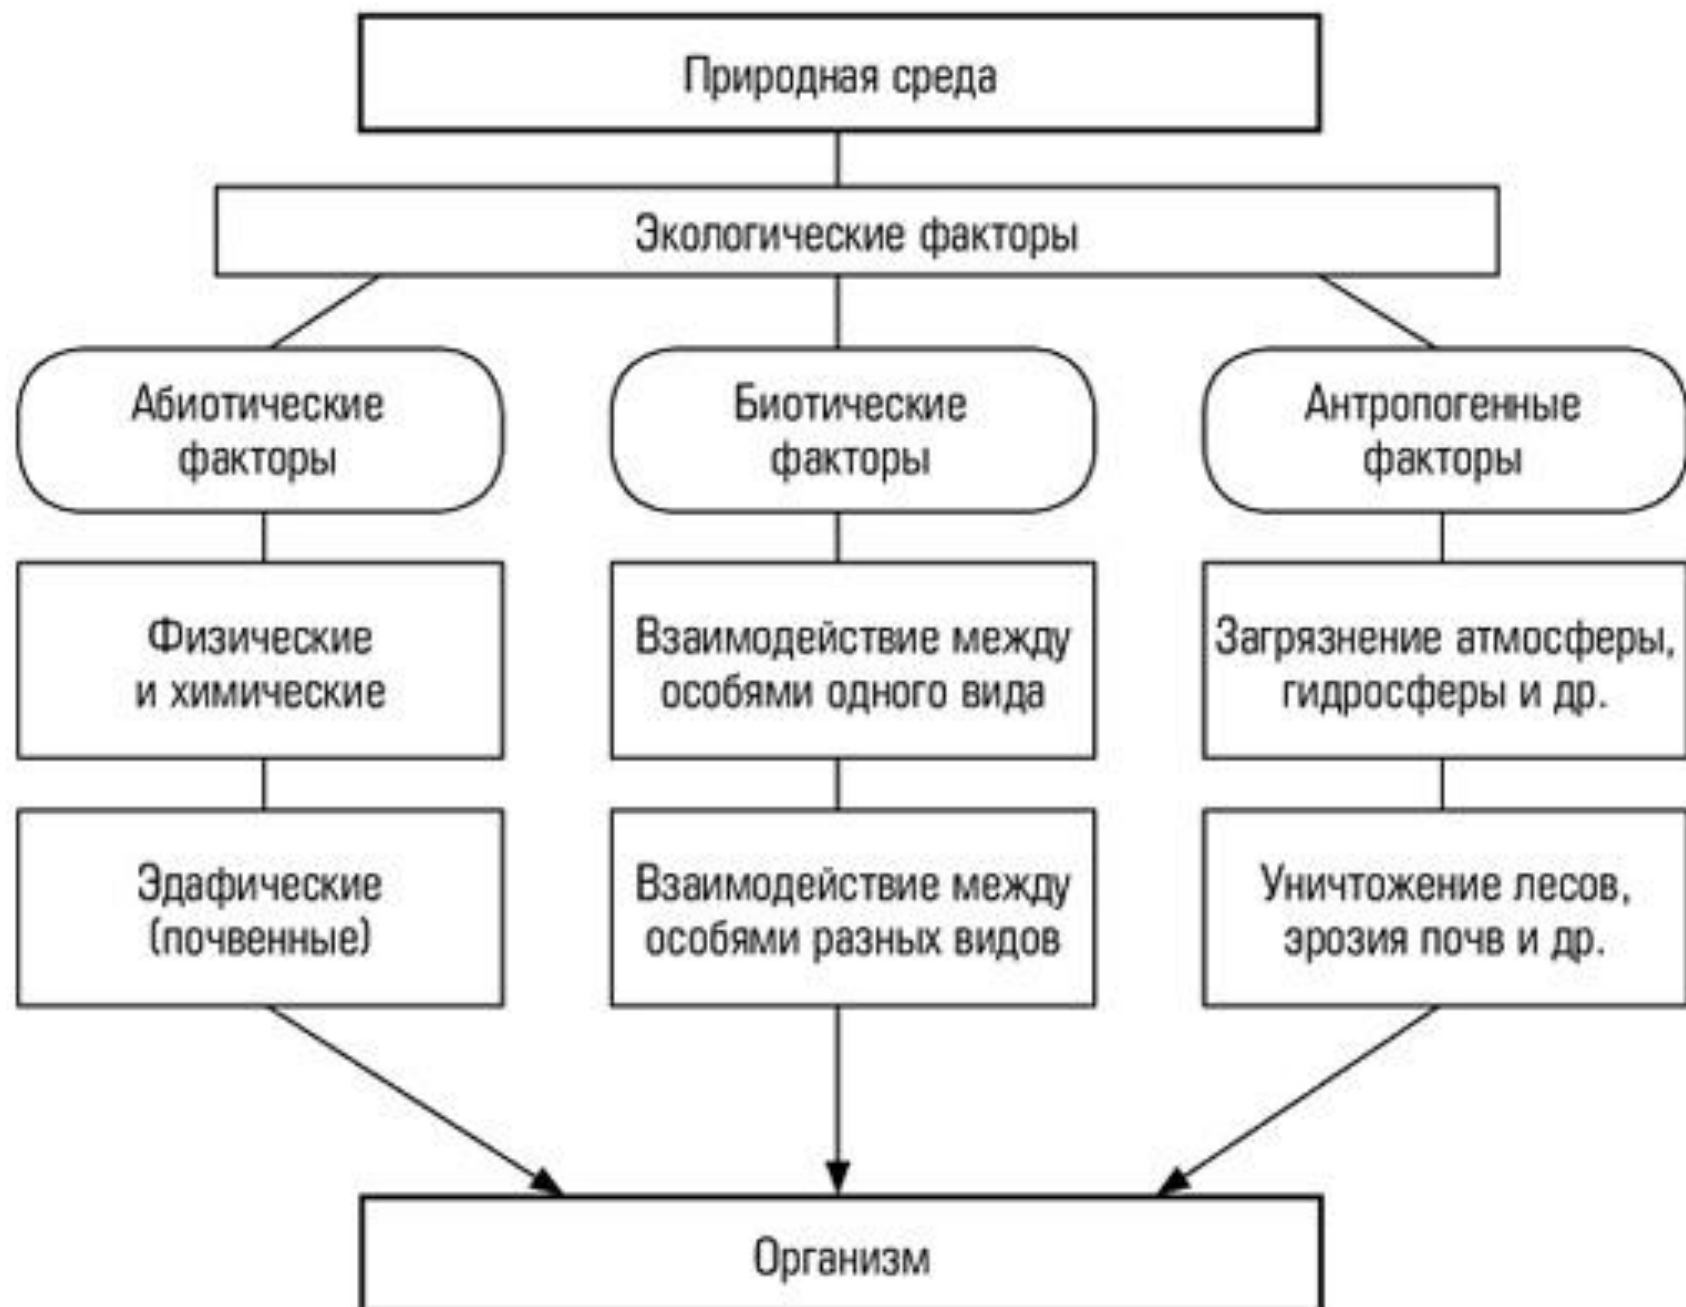 Природная среда
Экологические факторы
Абиотические
факторы
Биотические
факторы
Антропогенные
факторы
Физические
и химические
Взаимодействие между
особями одного вида
Загрязнение атмосферы,
гидросферы и др.
Эдафические
(почвенные)
Взаимодействие между
особями разных видов
Уничтожение лесов,
эрозия почв и др.
Организм